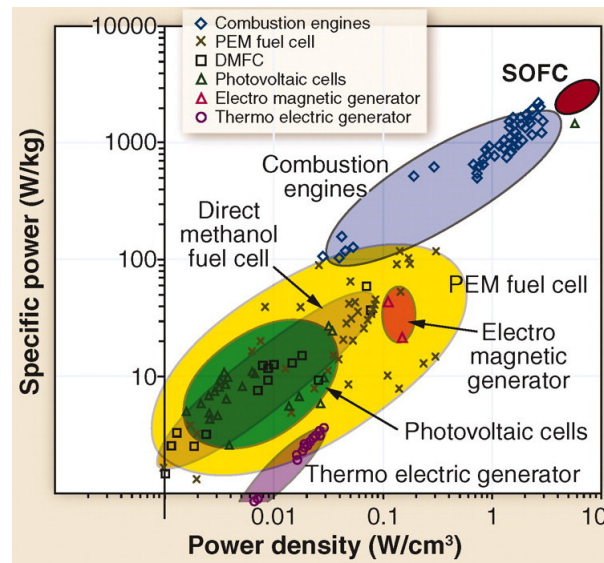 10000
Combustion engines
PEM fuel cell
DMFC
Photovoltaic cells
Electro magnetic generator
Thermo electric generator
SOFC
1000
Combustion
engines
Direct
methanol
fuel cell
100
PEM fuel cell
Electro
magnetic
generator
10
Photovoltaic cells
Thermo electric generator
0.01
0.1
1
10
Specific power (W/kg)
Power density (W/cm³)